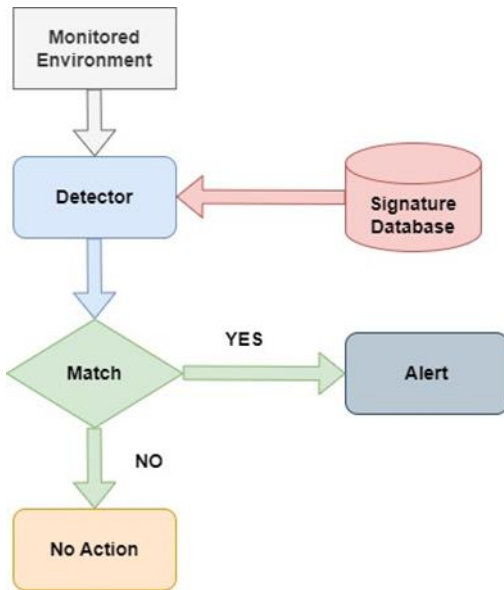 Monitored
Environment
Detector
Signature
Database
YES
Match
Alert
NO
No Action